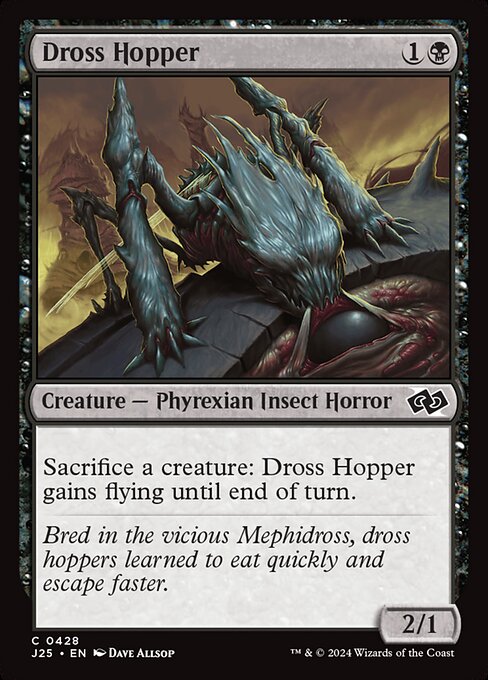 Dross Hopper 1
Creature — Phyrexian Insect Horror
Sacrifice a creature: Dross Hopper
gains flying until end of turn.
Bred in the vicious Mephidross, dross
hoppers learned to eat quickly and
escape faster.
2/1
C 0428
J25 • EN Dave Allsop
™ & © 2024 Wizards of the Coast